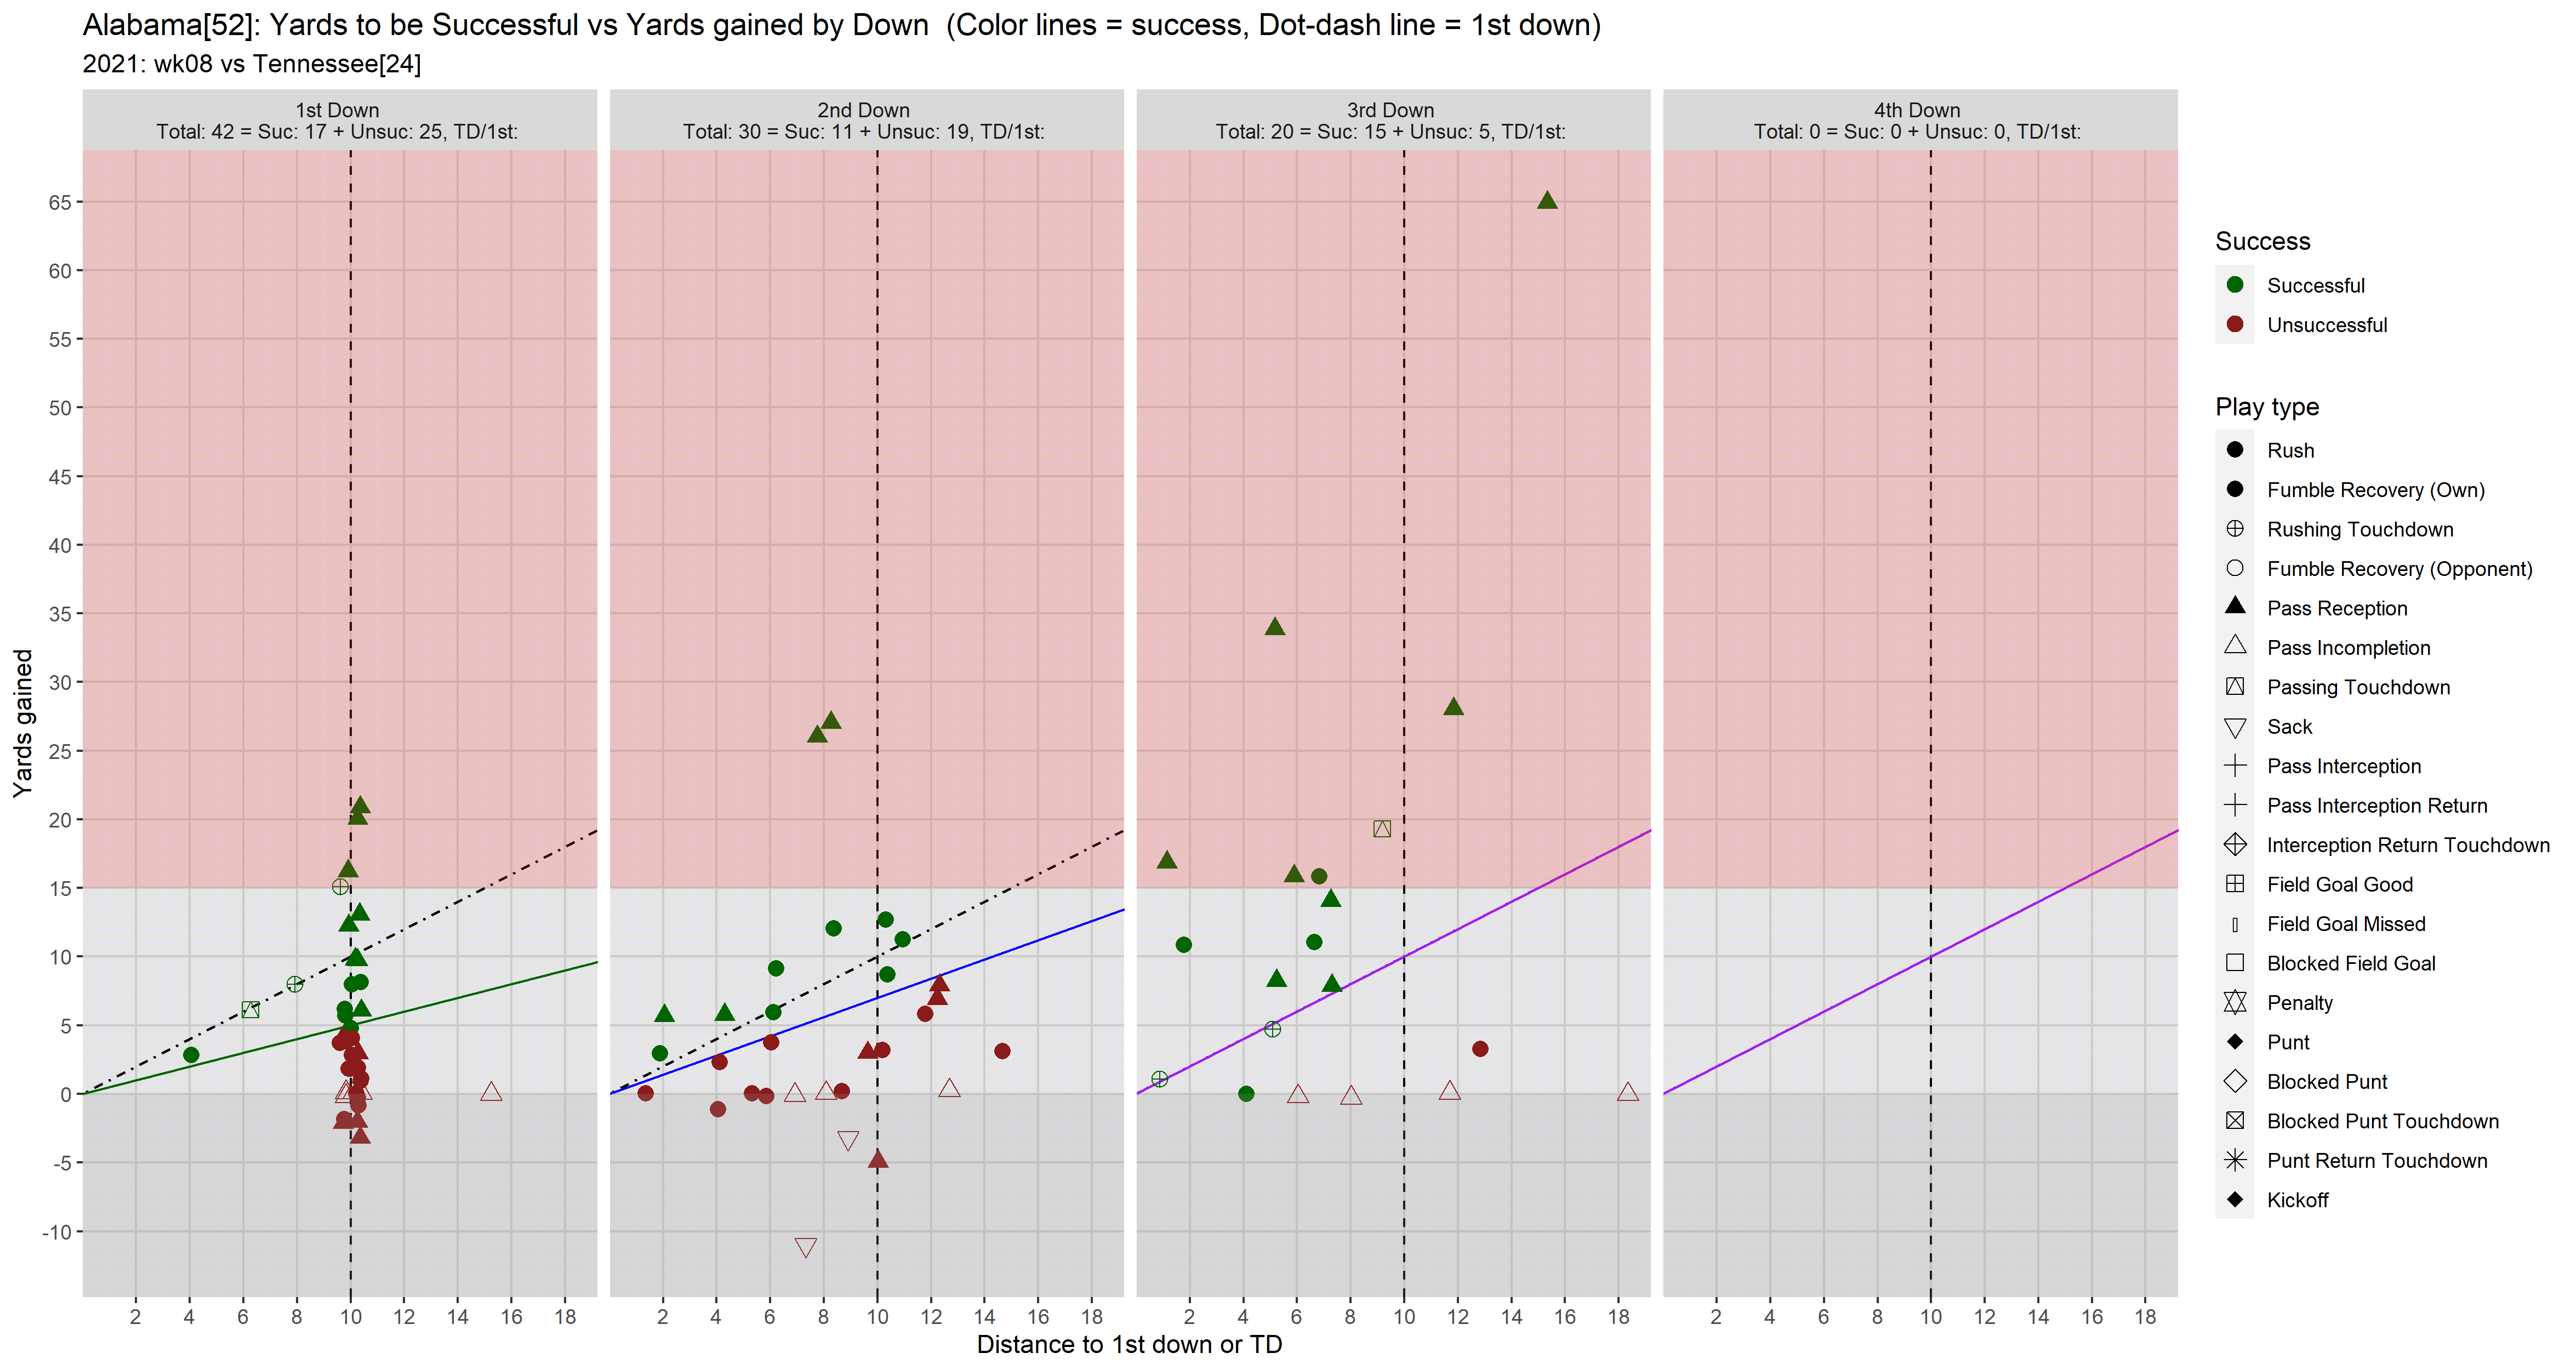 Alabama[52]: Yards to be Successful vs Yards gained by Down  (Color lines = success, Dot-dash line = 1st down)
2021: wk08 vs Tennessee[24]
1st Down
Total: 42 = Suc: 17 + Unsuc: 25, TD/1st:
2nd Down
Total: 30 = Suc: 11 + Unsuc: 19, TD/1st:
3rd Down
Total: 20 = Suc: 15 + Unsuc: 5, TD/1st:
4th Down
Total: 0 = Suc: 0 + Unsuc: 0, TD/1st:
Yards gained
65
60
55
50
45
40
35
30
25
20
15
10
5
0
-5
-10
2 4 6 8 10 12 14 16 18
2 4 6 8 10 12 14 16 18
2 4 6 8 10 12 14 16 18
2 4 6 8 10 12 14 16 18
Distance to 1st down or TD
Success
Successful
Unsuccessful
Play type
Rush
Fumble Recovery (Own)
Rushing Touchdown
Fumble Recovery (Opponent)
Pass Reception
Pass Incompletion
Passing Touchdown
Sack
Pass Interception
Pass Interception Return
Interception Return Touchdown
Field Goal Good
Field Goal Missed
Blocked Field Goal
Penalty
Punt
Blocked Punt
Blocked Punt Touchdown
Punt Return Touchdown
Kickoff